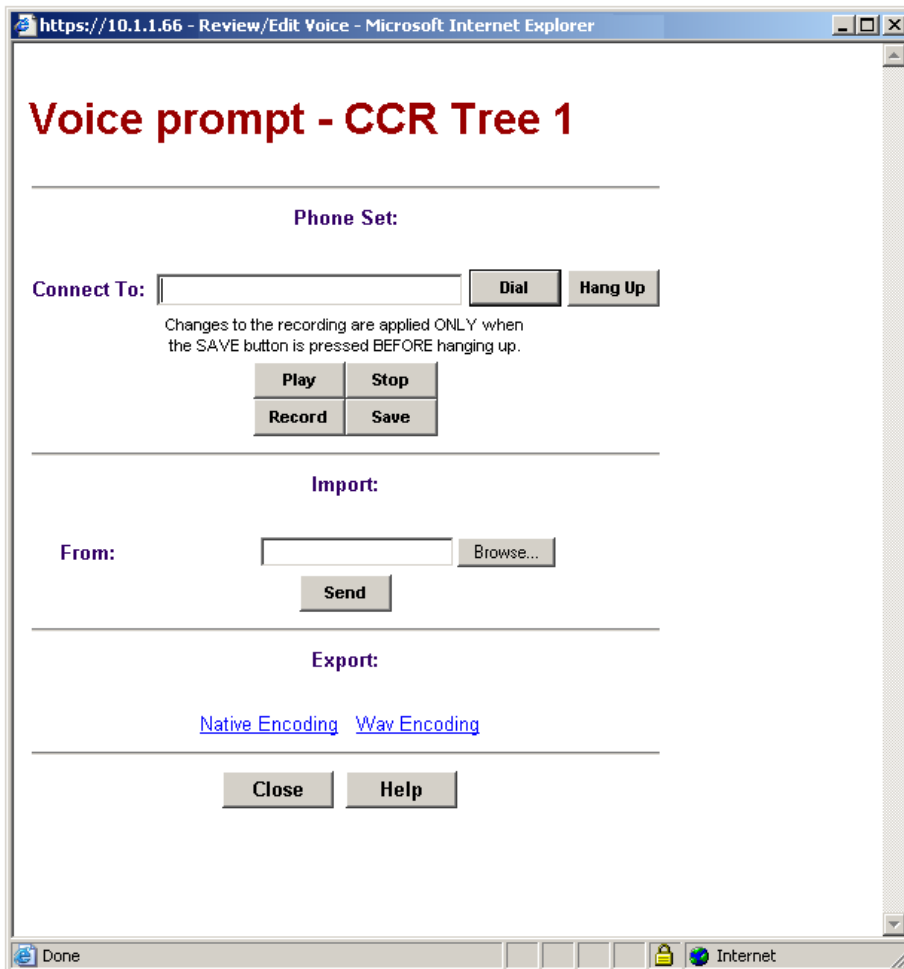 https://10.1.1.66 - Review/Edit Voice - Microsoft Internet Explorer
Voice prompt - CCR Tree 1
Phone Set:
Connect To: Dial Hang Up
Changes to the recording are applied ONLY when
the SAVE button is pressed BEFORE hanging up.
Play Stop
Record Save
Import:
From: Browse...
Send
Export:
Native Encoding Wav Encoding
Close Help
Done Internet